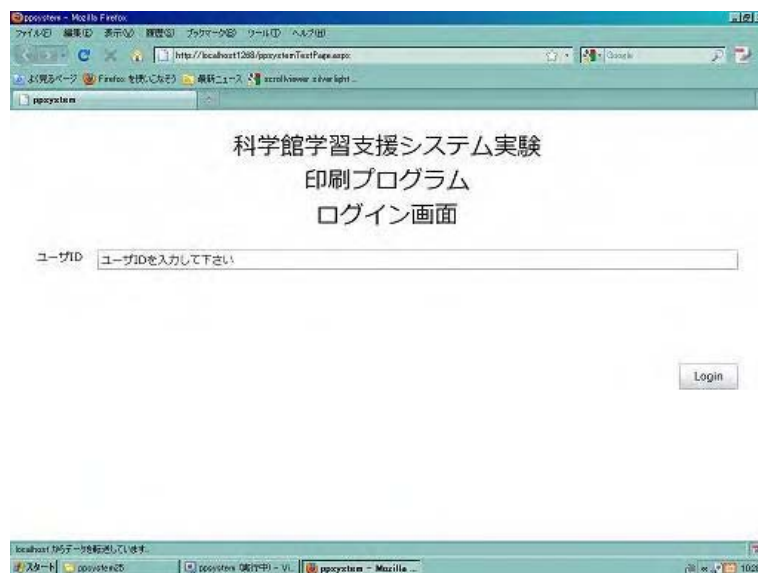 ppsystem - Mozilla Firefox
ファイル(F) 編集(E) 表示(V) 履歴(S) ブックマーク(B) ツール(T) ヘルプ(H)
よく見るページ Firefox を使いこなそう 最新ニュース scrollviewer silverlight ...
科学館学習支援システム実験
印刷プログラム
ログイン画面
ユーザID ユーザIDを入力して下さい
Login
localhost からデータを転送しています...
スタート